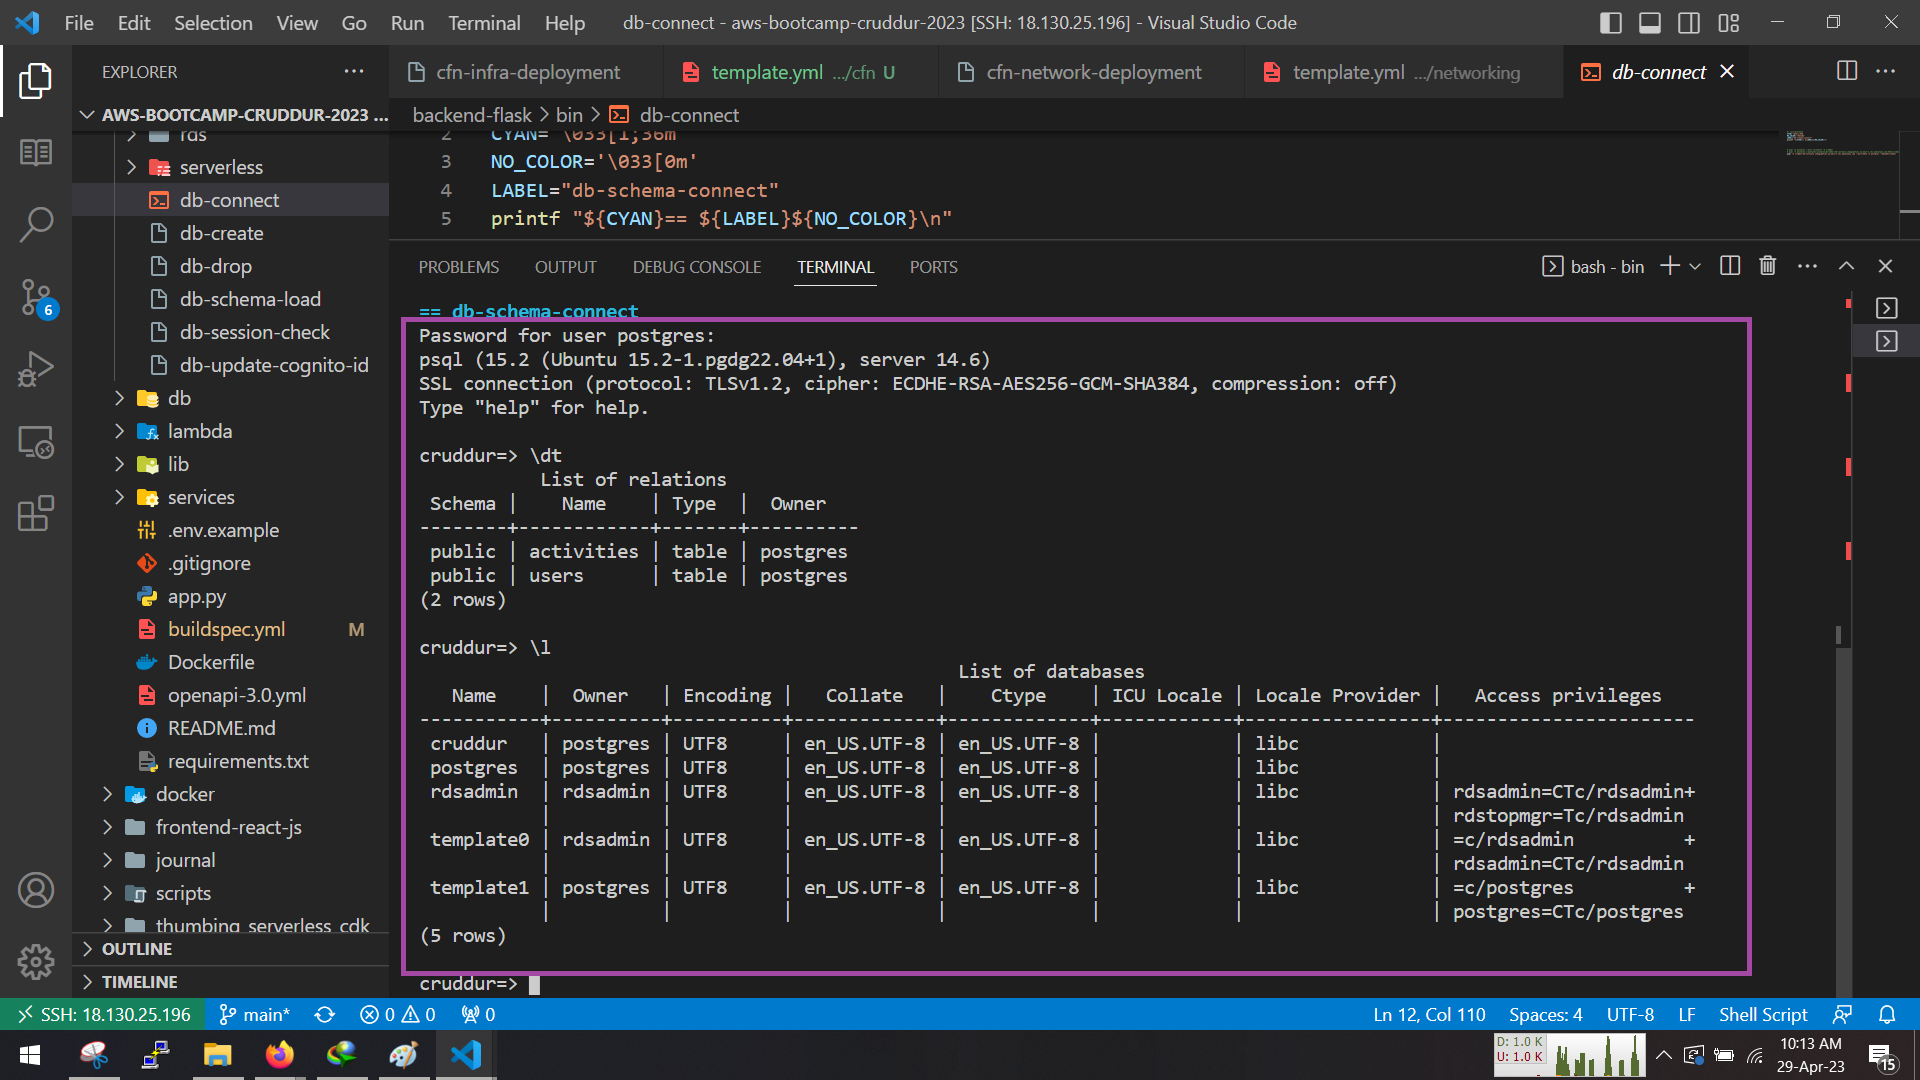 File Edit Selection View Go Run Terminal Help db-connect - aws-bootcamp-cruddur-2023 [SSH: 18.130.25.196] - Visual Studio Code
EXPLORER ···
cfn-infra-deployment
template.yml .../cfn U
cfn-network-deployment
template.yml .../networking
db-connect
AWS-BOOTCAMP-CRUDDUR-2023 ...
rds
serverless
db-connect
db-create
db-drop
db-schema-load
db-session-check
db-update-cognito-id
db
lambda
lib
services
.env.example
.gitignore
app.py
buildspec.yml M
Dockerfile
openapi-3.0.yml
README.md
requirements.txt
docker
frontend-react-js
journal
scripts
thumbing_serverless_cdk
OUTLINE
TIMELINE
6
backend-flask > bin > db-connect
2 CYAN='\033[1;36m'
3 NO_COLOR='\033[0m'
4 LABEL="db-schema-connect"
5 printf "${CYAN}== ${LABEL}${NO_COLOR}\n"
PROBLEMS OUTPUT DEBUG CONSOLE TERMINAL PORTS bash - bin
== db-schema-connect
Password for user postgres:
psql (15.2 (Ubuntu 15.2-1.pgdg22.04+1), server 14.6)
SSL connection (protocol: TLSv1.2, cipher: ECDHE-RSA-AES256-GCM-SHA384, compression: off)
Type "help" for help.
cruddur=> \dt
List of relations
Schema | Name | Type | Owner
--------+------------+-------+----------
public | activities | table | postgres
public | users | table | postgres
(2 rows)
cruddur=> \l
List of databases
Name | Owner | Encoding | Collate | Ctype | ICU Locale | Locale Provider | Access privileges
-----------+----------+----------+-------------+-------------+------------+-----------------+-----------------------
cruddur | postgres | UTF8 | en_US.UTF-8 | en_US.UTF-8 | | libc |
postgres | postgres | UTF8 | en_US.UTF-8 | en_US.UTF-8 | | libc |
rdsadmin | rdsadmin | UTF8 | en_US.UTF-8 | en_US.UTF-8 | | libc | rdsadmin=CTc/rdsadmin+
| | | | | | | rdstopmgr=Tc/rdsadmin
template0 | rdsadmin | UTF8 | en_US.UTF-8 | en_US.UTF-8 | | libc | =c/rdsadmin +
| | | | | | | rdsadmin=CTc/rdsadmin
template1 | postgres | UTF8 | en_US.UTF-8 | en_US.UTF-8 | | libc | =c/postgres +
| | | | | | | postgres=CTc/postgres
(5 rows)
cruddur=>
SSH: 18.130.25.196 main* 0 0 0 Ln 12, Col 110 Spaces: 4 UTF-8 LF Shell Script
D: 1.0 K
U: 1.0 K
10:13 AM
29-Apr-23
15